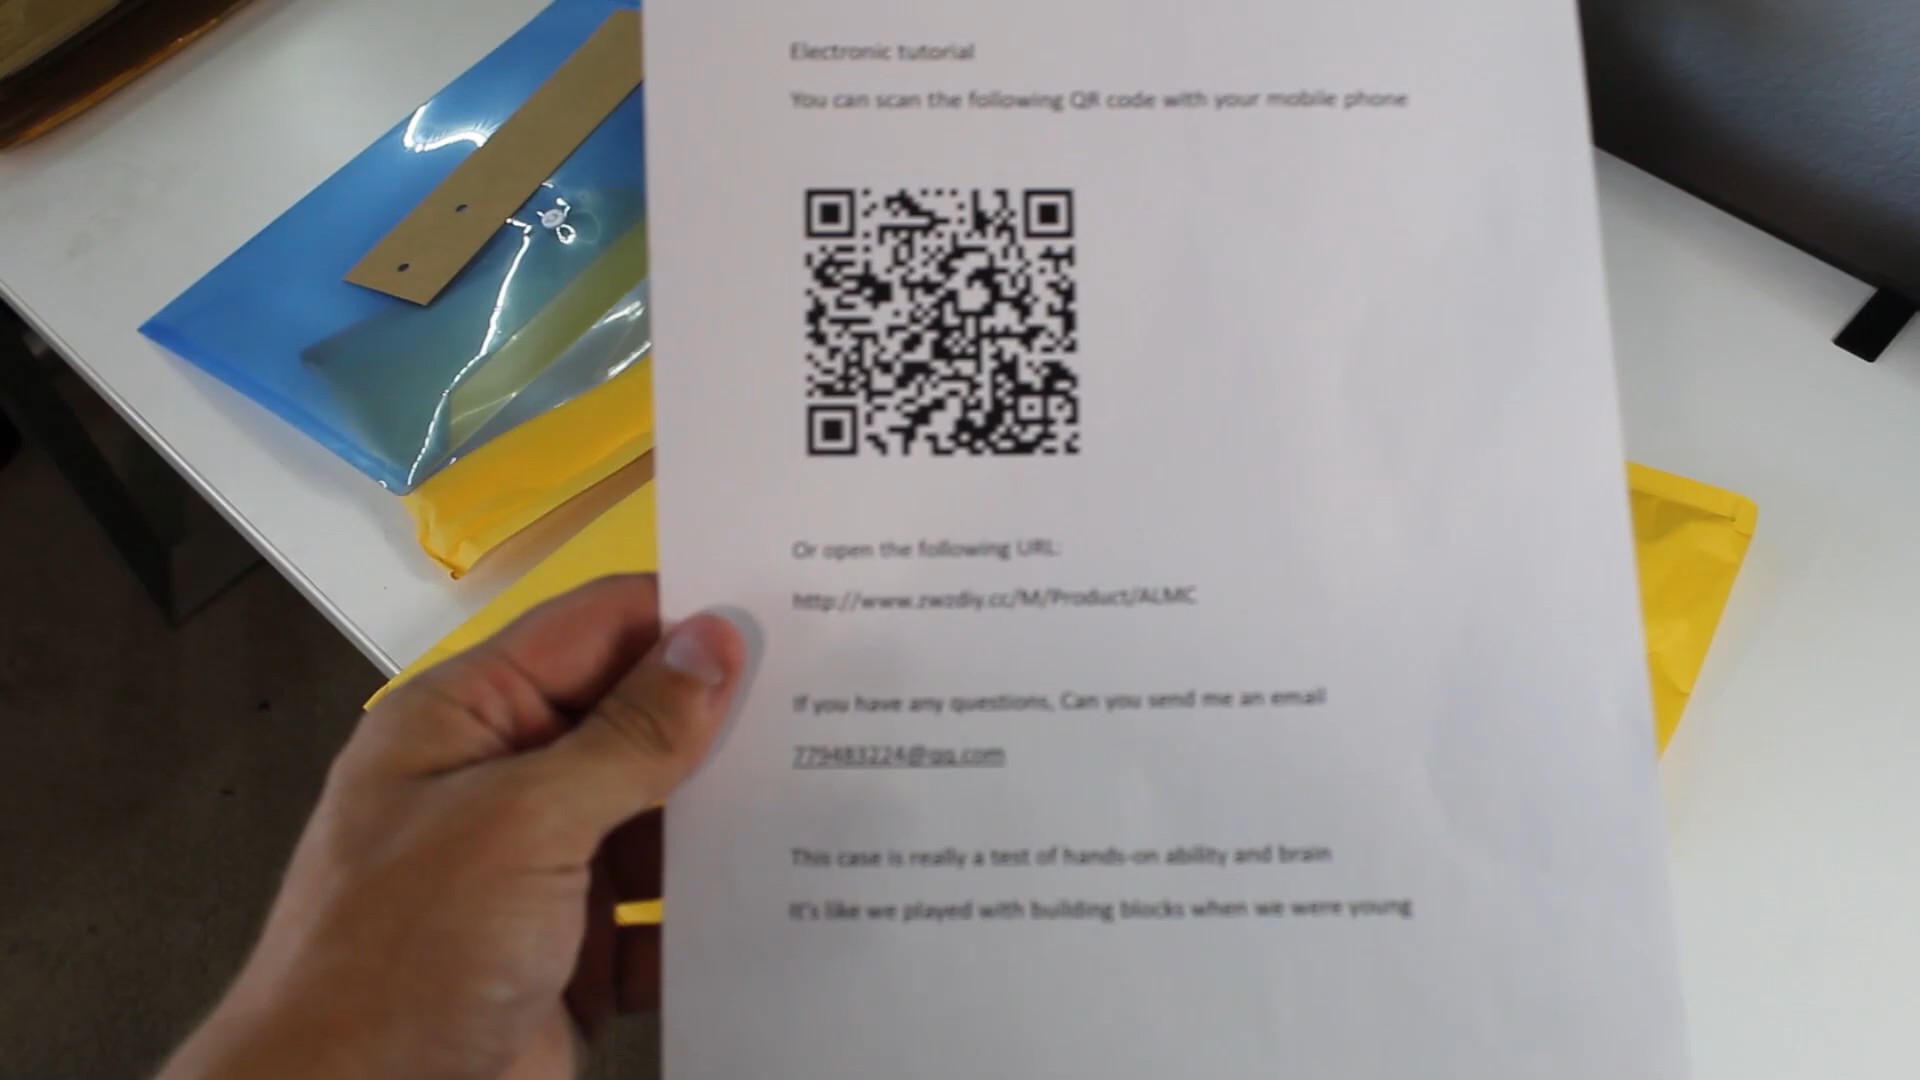 Electronic tutorial
You can scan the following QR code with your mobile phone
Or open the following URL:
http://www.zwzdiy.cc/M/Product/ALMC
If you have any questions, Can you send me an email
779483224@qq.com
This case is really a test of hands-on ability and brain
It's like we played with building blocks when we were young